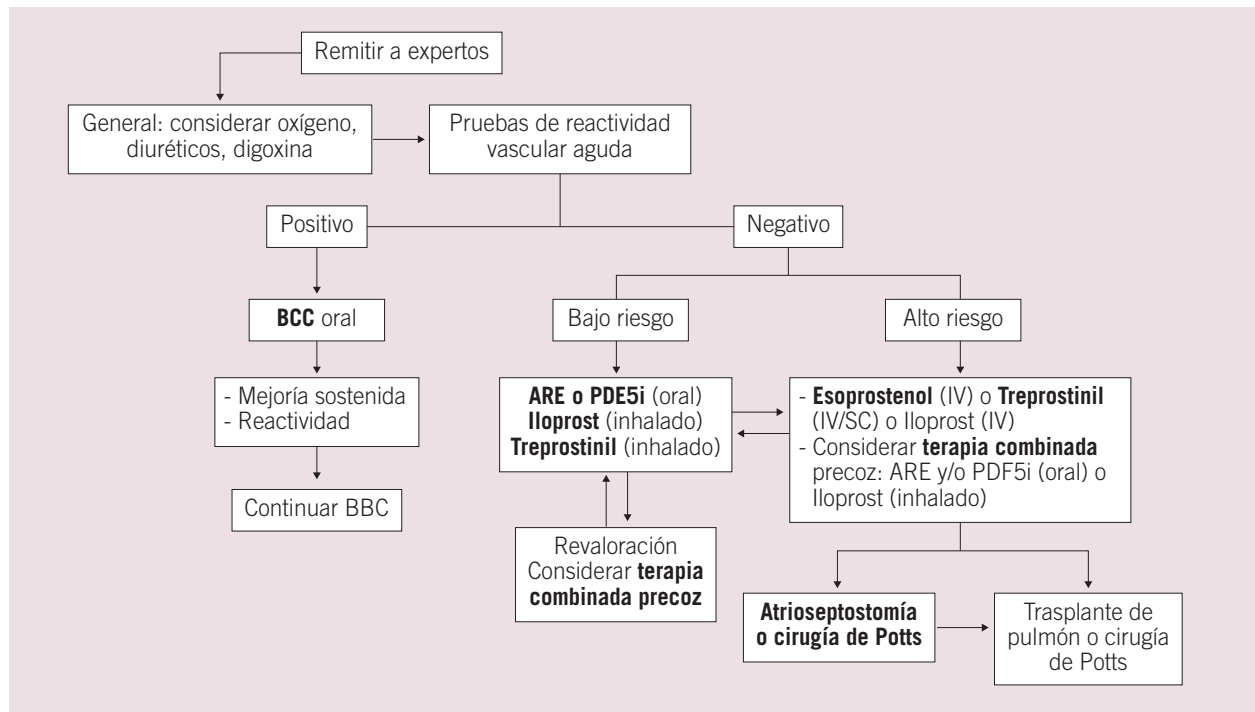 Remitir a expertos
General: considerar oxígeno,
diuréticos, digoxina
Pruebas de reactividad
vascular aguda
Positivo
Negativo
BCC oral
Bajo riesgo
Alto riesgo
- Mejoría sostenida
- Reactividad
ARE o PDE5i (oral)
Iloprost (inhalado)
Treprostinil (inhalado)
- Esoprostenol (IV) o Treprostinil
(IV/SC) o Iloprost (IV)
- Considerar terapia combinada
precoz: ARE y/o PDF5i (oral) o
Iloprost (inhalado)
Continuar BBC
Revaloración
Considerar terapia
combinada precoz
Atrioseptostomía
o cirugía de Potts
Trasplante de
pulmón o cirugía
de Potts